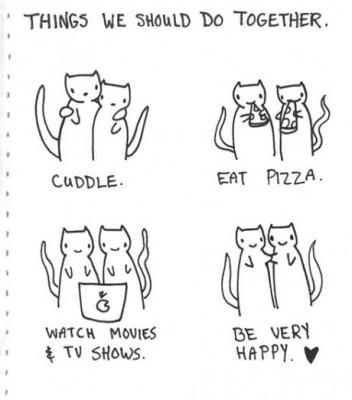 THINGS WE SHOULD DO TOGETHER.
CUDDLE.
EAT PIZZA.
WATCH MOVIES
& TV SHOWS.
BE VERY
HAPPY. ♥